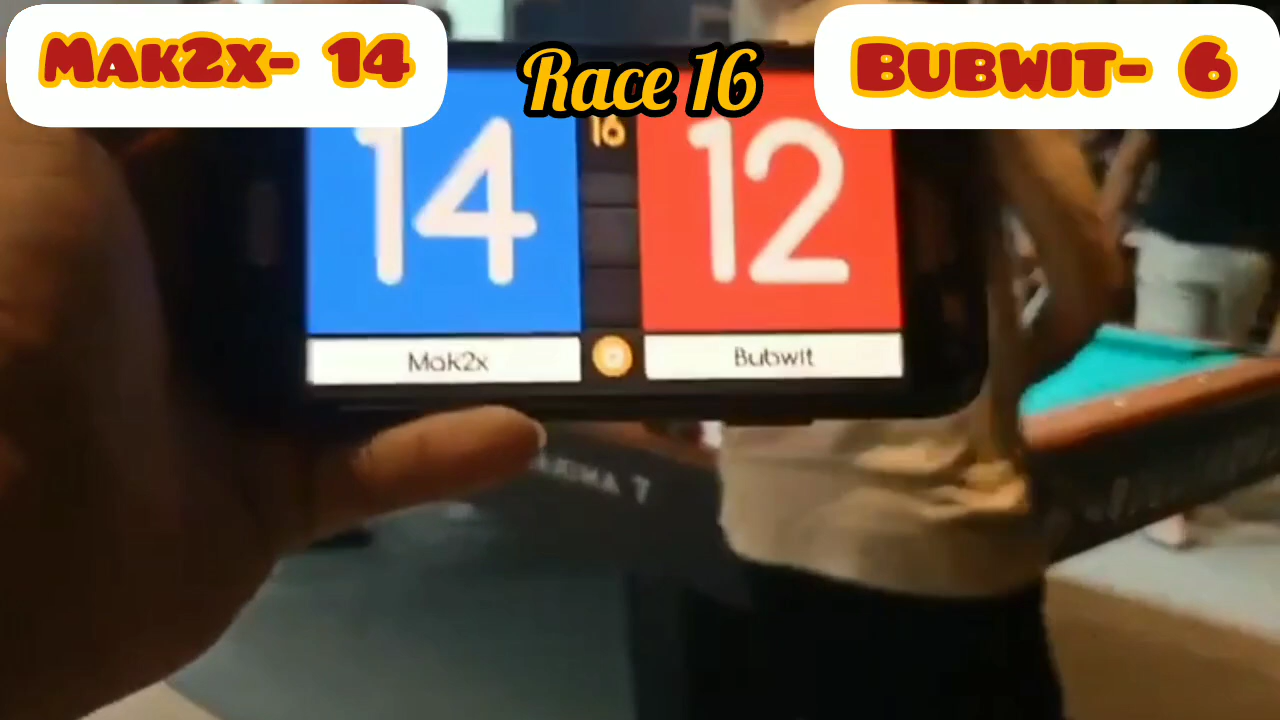 Mak2x- 14
Race 16
Bubwit- 6
14
16
12
Mak2x
Bubwit